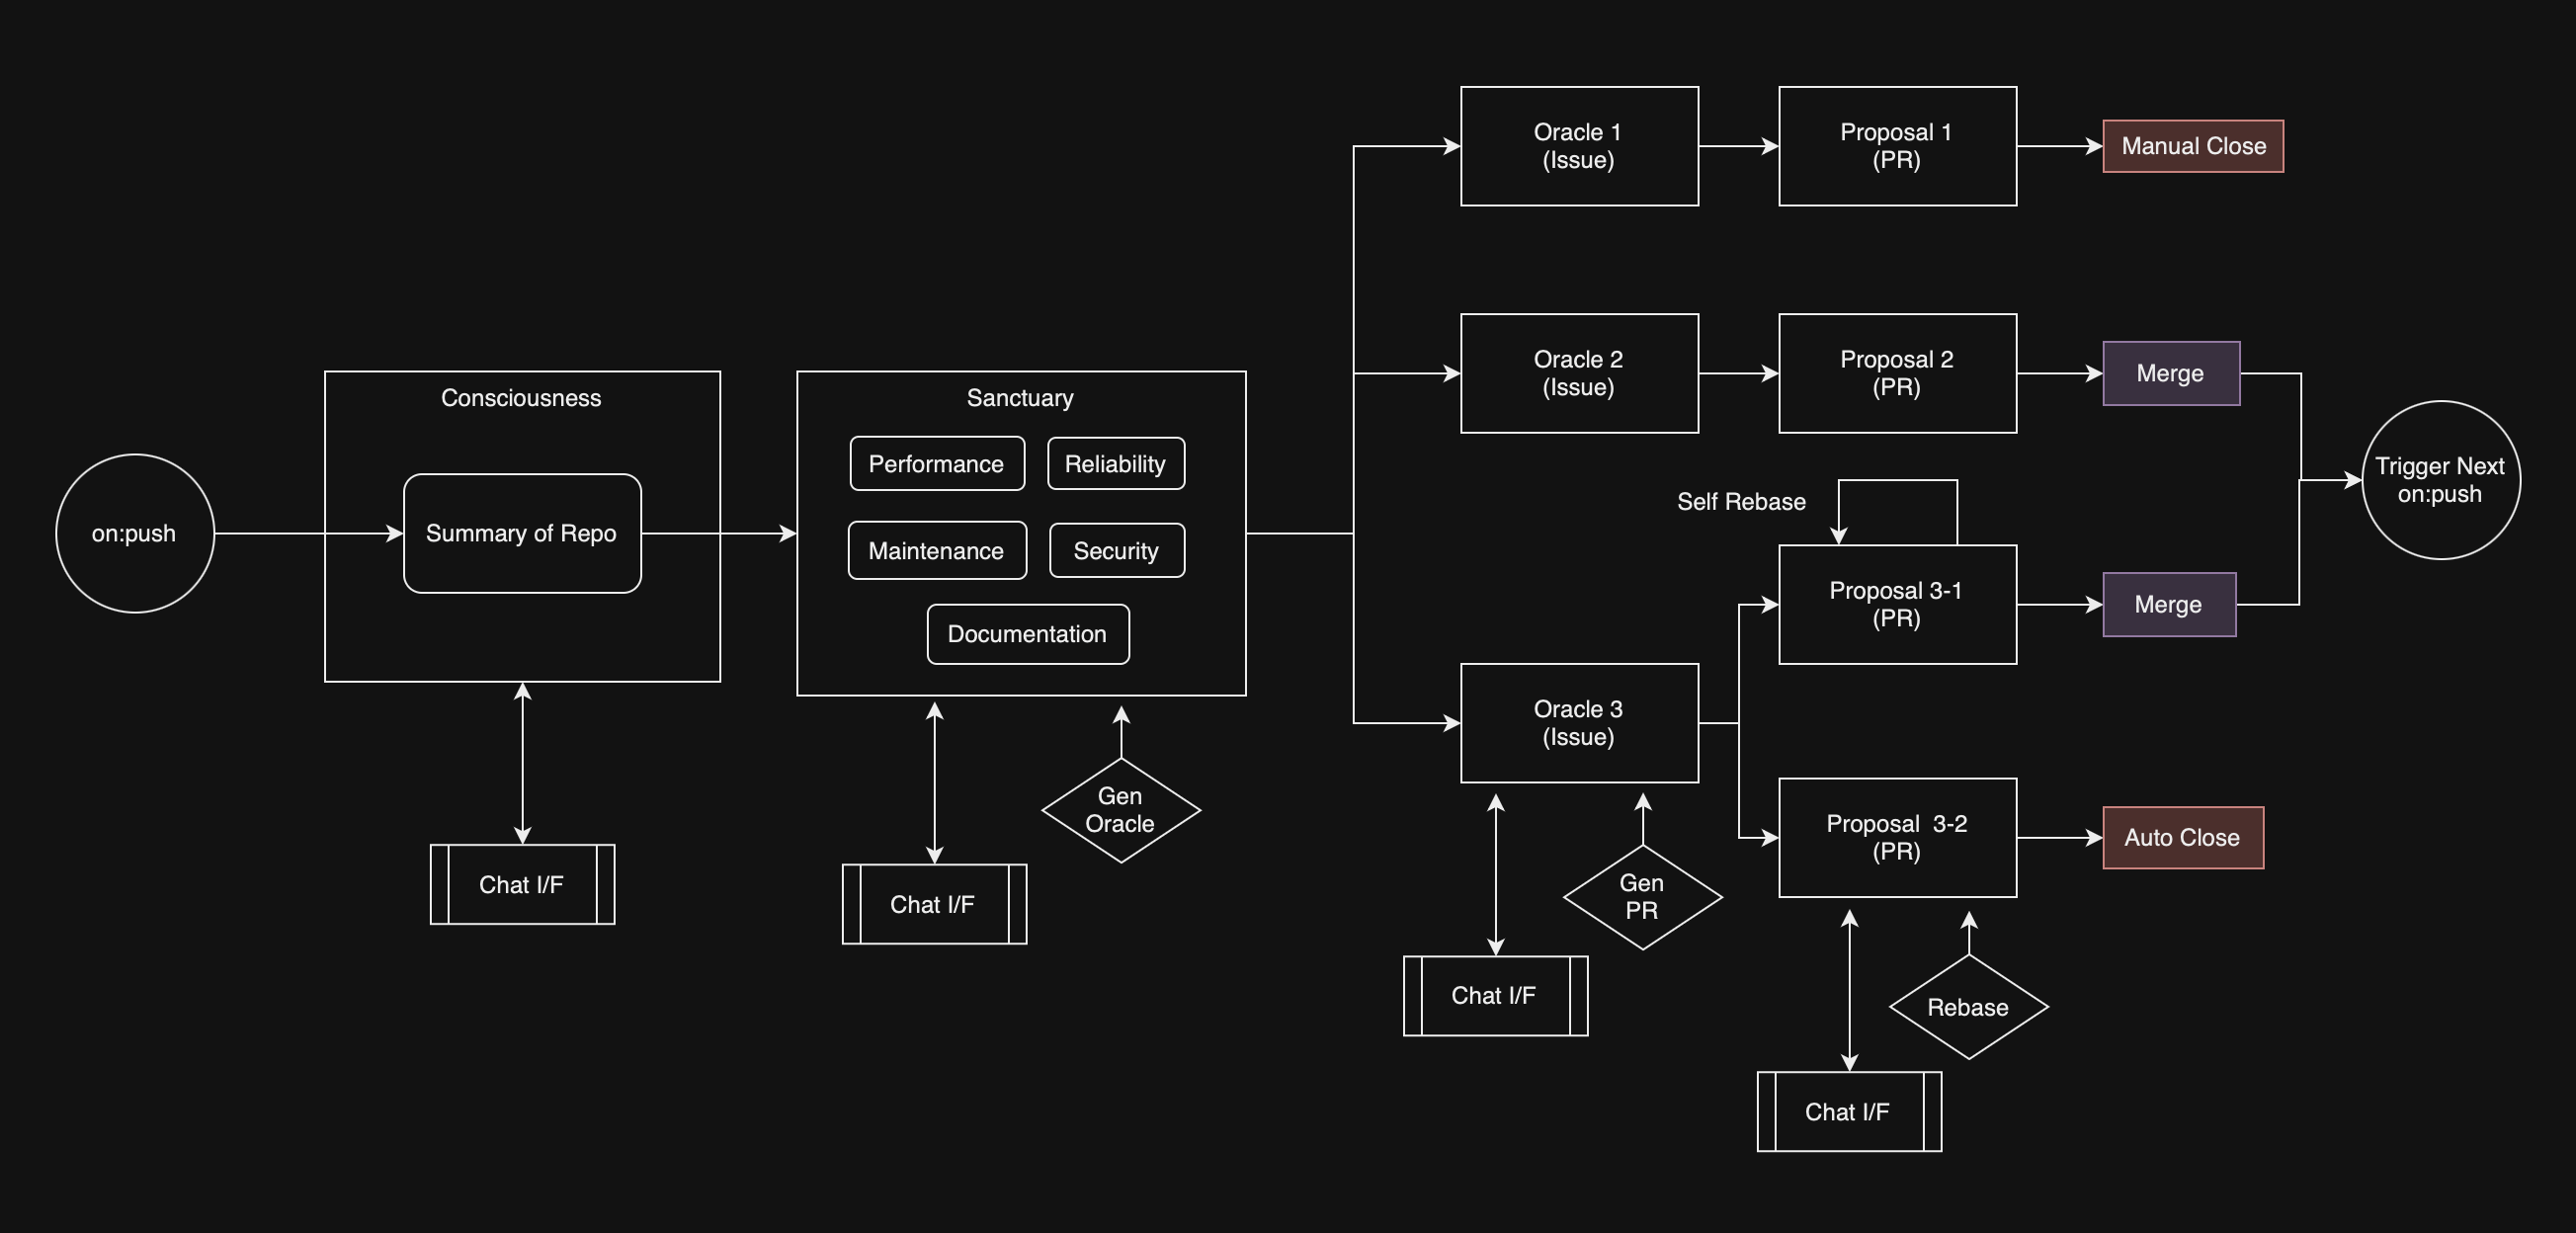 on:push
Consciousness
Summary of Repo
Chat I/F
Sanctuary
Performance
Reliability
Maintenance
Security
Documentation
Chat I/F
Gen
Oracle
Oracle 1
(Issue)
Proposal 1
(PR)
Manual Close
Oracle 2
(Issue)
Proposal 2
(PR)
Merge
Oracle 3
(Issue)
Chat I/F
Gen
PR
Self Rebase
Proposal 3-1
(PR)
Merge
Proposal  3-2
(PR)
Auto Close
Chat I/F
Rebase
Trigger Next
on:push